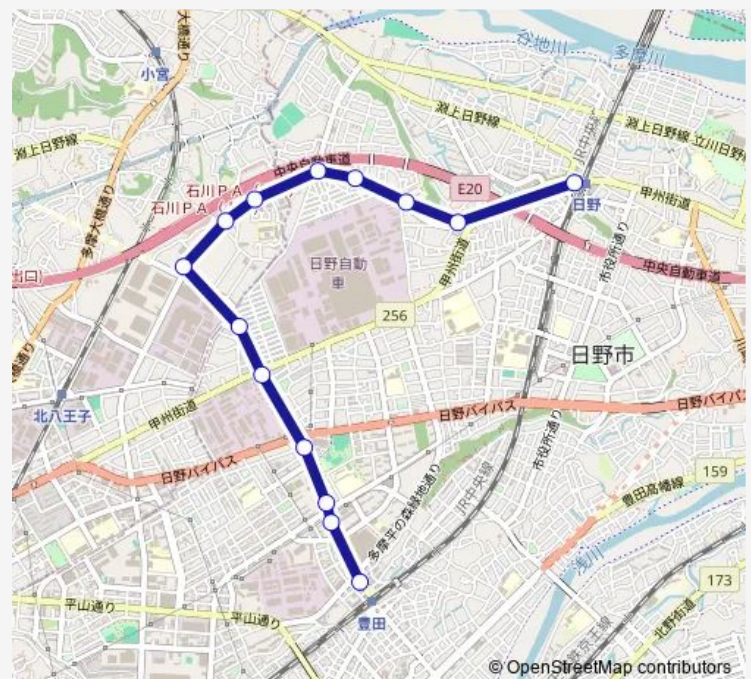 大橋通り
小宮
谷地川
多摩川
淵上日野線
JR中央
淵上日野線
淵上日野線 立川日野
中央自動車道
石川PA (
石川PA (
E20
甲州街道
日野
多摩大橋通り
市役所通り
甲州街道
出口)
日野自動
車
中央自動車道
256
日野市
北八王子
甲州街道
日野バイパス
日野バイパ
日野バイパス
市役所通り
159
豊田高幡線
JR中央線
多摩平の森緑地通り
浅川
173
平山通り
平山通り
豊田
京王線
北野街道
© OpenStreetMap contributors